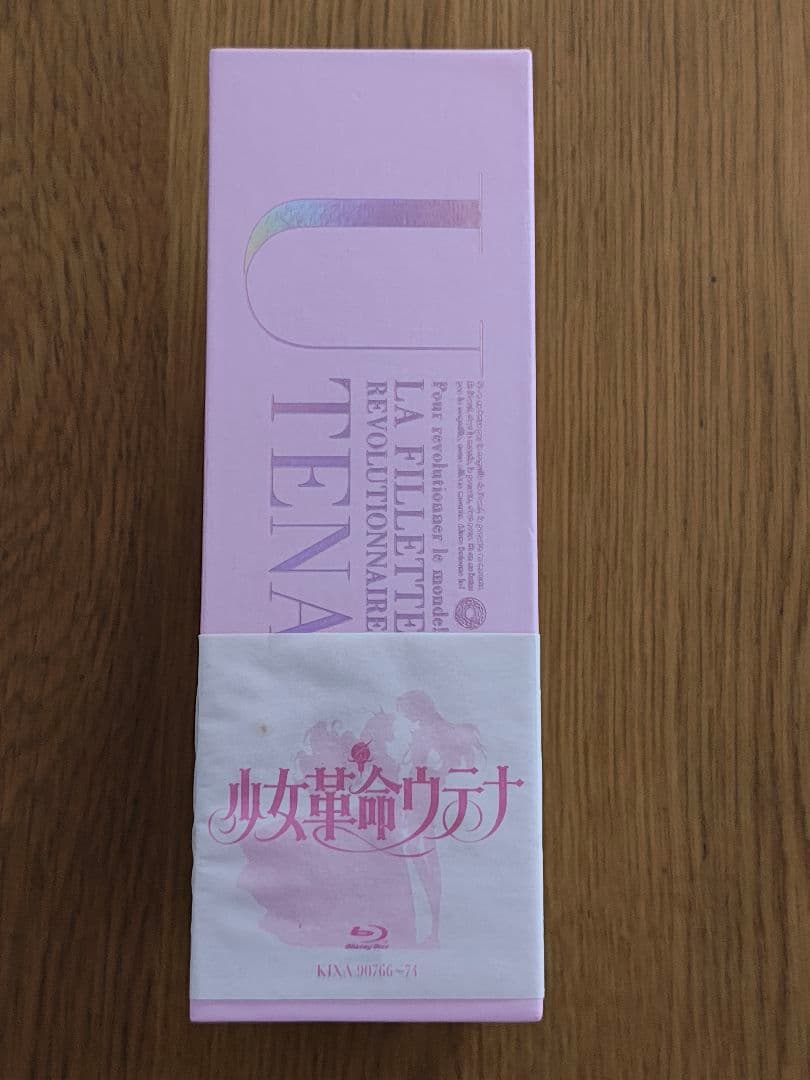 UTENA
LA FILLETTE
REVOLUTIONNAIRE
Pour revolutionner le monde!
少女革命ウテナ
Blu-ray Disc
KIXA 90766~74